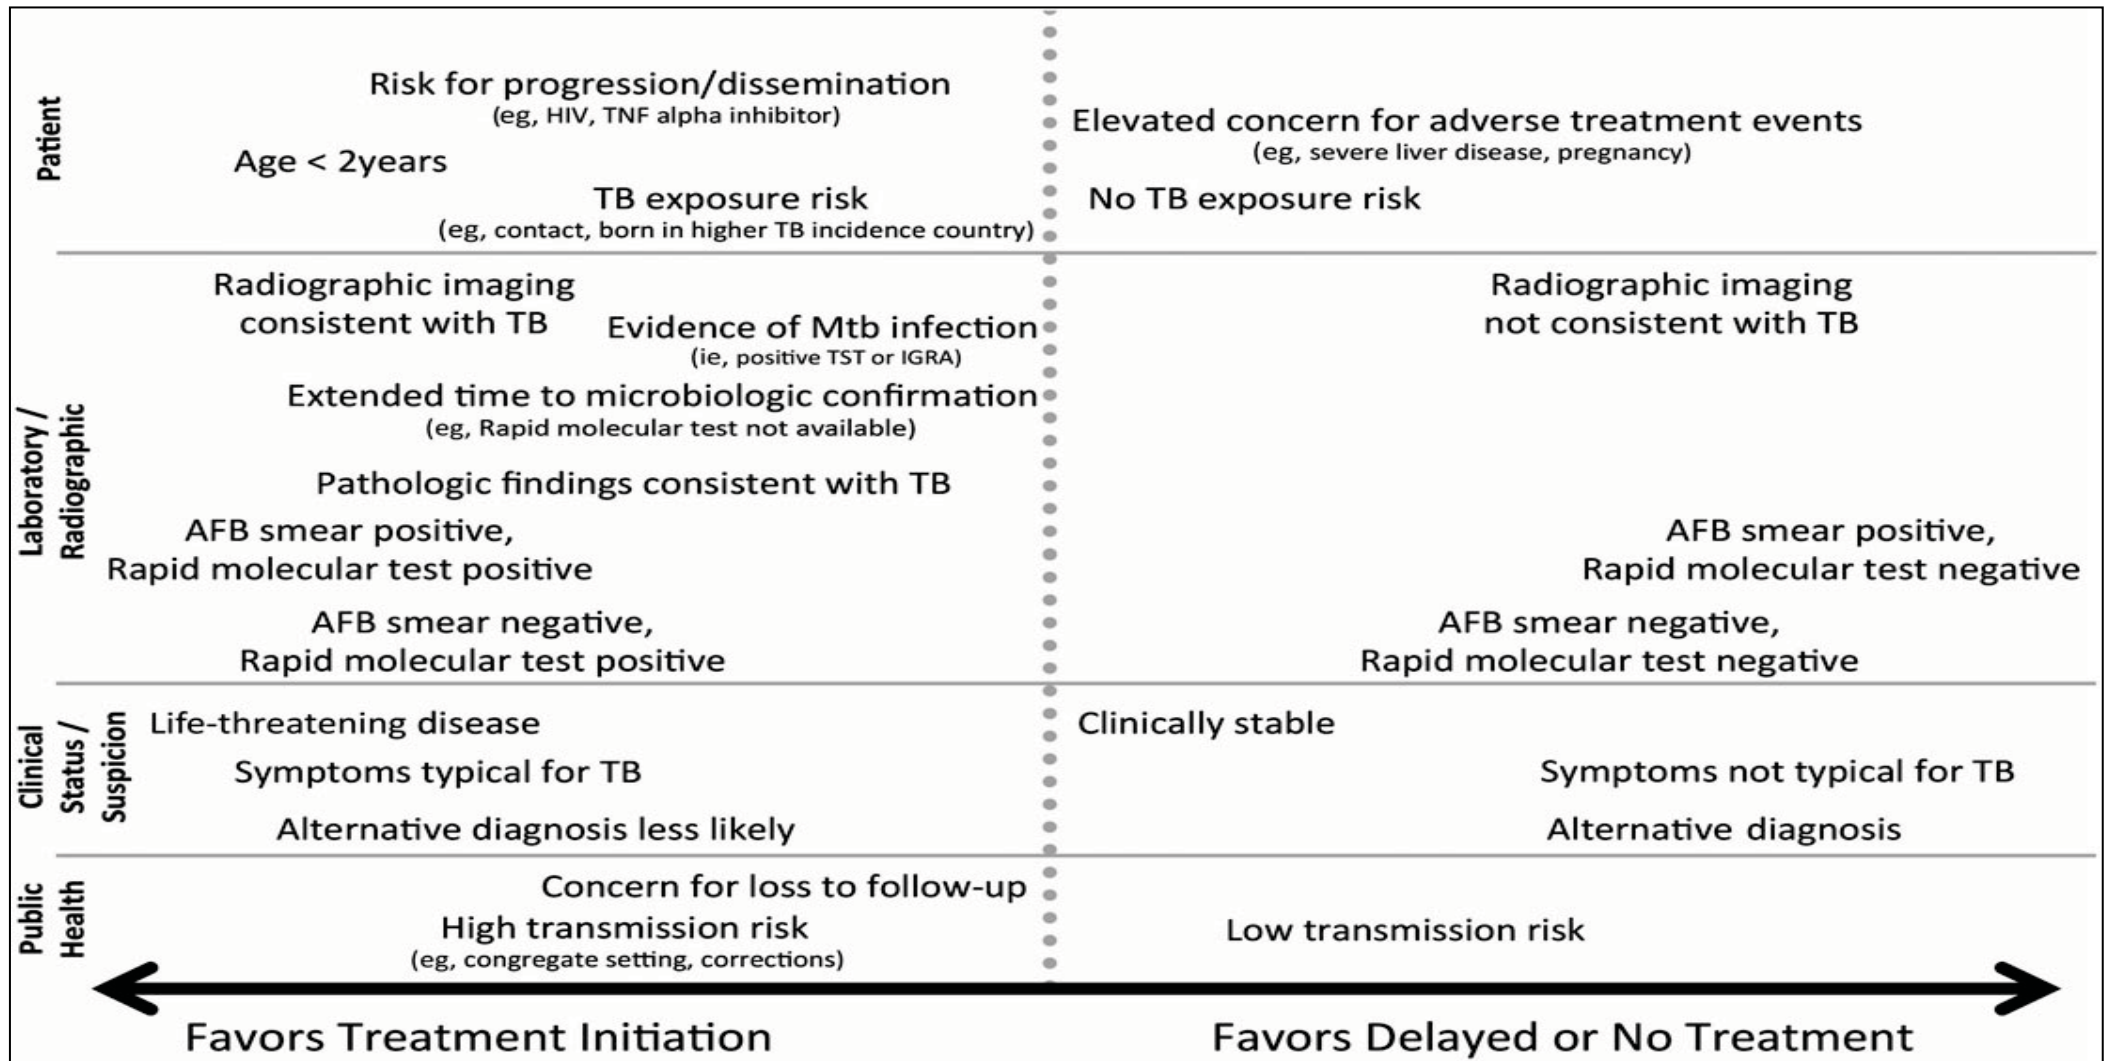 Patient
Risk for progression/dissemination
(eg, HIV, TNF alpha inhibitor)
Age < 2years
TB exposure risk
(eg, contact, born in higher TB incidence country)
Elevated concern for adverse treatment events
(eg, severe liver disease, pregnancy)
No TB exposure risk
Laboratory /
Radiographic
Radiographic imaging
consistent with TB
Evidence of Mtb infection
(ie, positive TST or IGRA)
Extended time to microbiologic confirmation
(eg, Rapid molecular test not available)
Pathologic findings consistent with TB
AFB smear positive,
Rapid molecular test positive
AFB smear negative,
Rapid molecular test positive
Radiographic imaging
not consistent with TB
AFB smear positive,
Rapid molecular test negative
AFB smear negative,
Rapid molecular test negative
Clinical
Status /
Suspicion
Life-threatening disease
Symptoms typical for TB
Alternative diagnosis less likely
Clinically stable
Symptoms not typical for TB
Alternative diagnosis
Public
Health
Concern for loss to follow-up
High transmission risk
(eg, congregate setting, corrections)
Low transmission risk
Favors Treatment Initiation
Favors Delayed or No Treatment